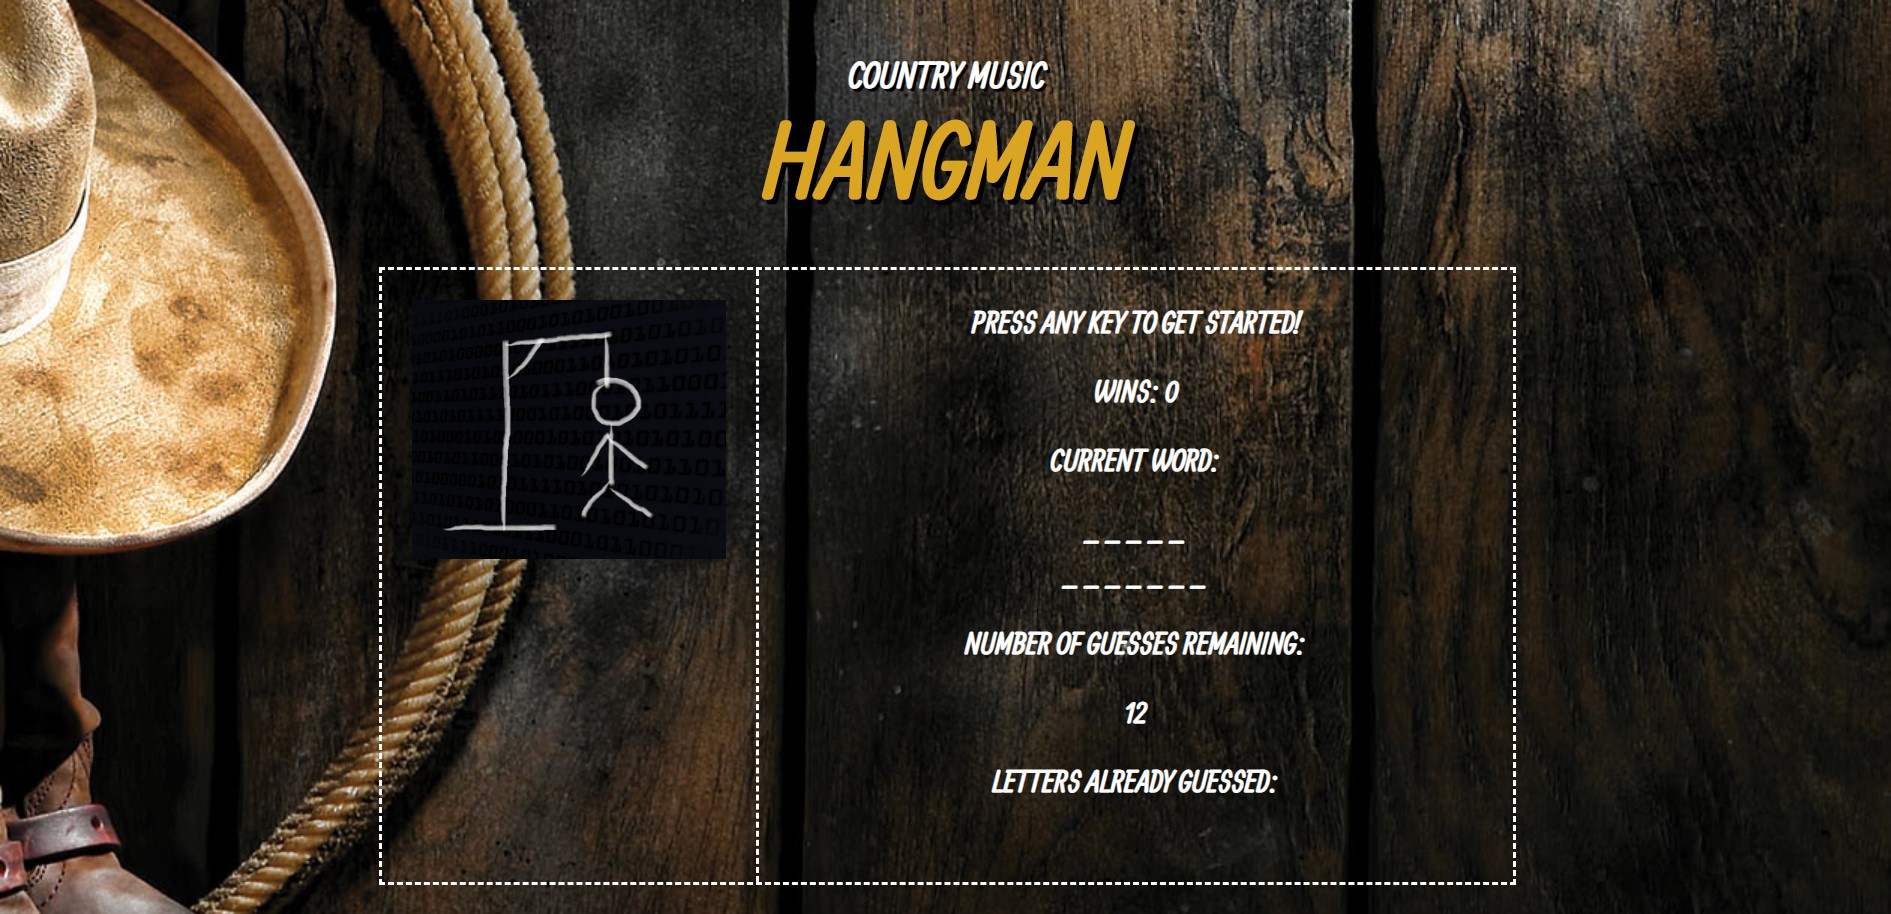 COUNTRY MUSIC
HANGMAN
PRESS ANY KEY TO GET STARTED!
WINS: 0
CURRENT WORD:
_ _ _ _ _
_ _ _ _ _ _ _
NUMBER OF GUESSES REMAINING:
12
LETTERS ALREADY GUESSED: